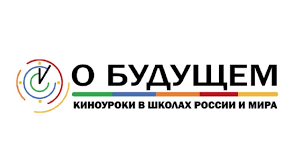 О БУДУЩЕМ
КИНОУРОКИ В ШКОЛАХ РОССИИ И МИРА